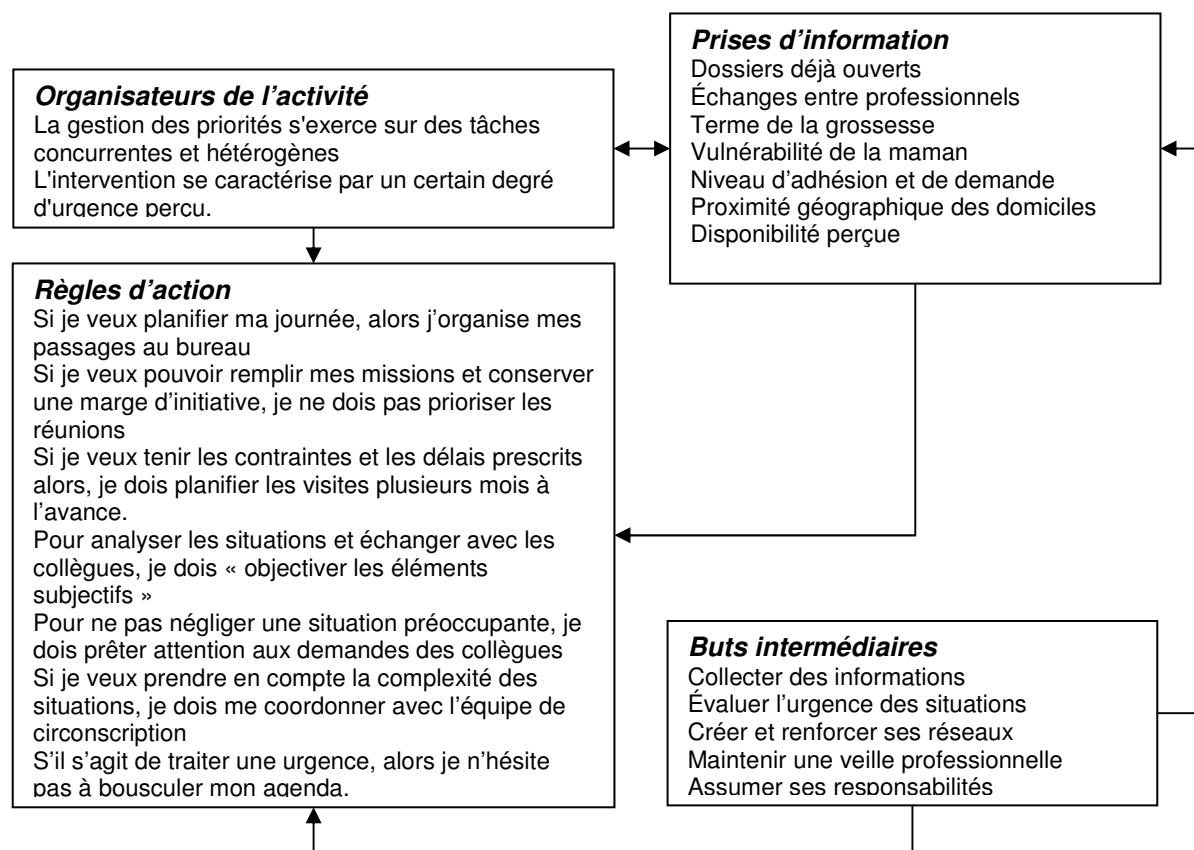 Organisateurs de l’activité
La gestion des priorités s'exerce sur des tâches
concurrentes et hétérogènes
L'intervention se caractérise par un certain degré
d'urgence perçu.
Prises d’information
Dossiers déjà ouverts
Échanges entre professionnels
Terme de la grossesse
Vulnérabilité de la maman
Niveau d’adhésion et de demande
Proximité géographique des domiciles
Disponibilité perçue
Règles d’action
Si je veux planifier ma journée, alors j’organise mes
passages au bureau
Si je veux pouvoir remplir mes missions et conserver
une marge d’initiative, je ne dois pas prioriser les
réunions
Si je veux tenir les contraintes et les délais prescrits
alors, je dois planifier les visites plusieurs mois à
l’avance.
Pour analyser les situations et échanger avec les
collègues, je dois « objectiver les éléments
subjectifs »
Pour ne pas négliger une situation préoccupante, je
dois prêter attention aux demandes des collègues
Si je veux prendre en compte la complexité des
situations, je dois me coordonner avec l’équipe de
circonscription
S’il s’agit de traiter une urgence, alors je n’hésite
pas à bousculer mon agenda.
Buts intermédiaires
Collecter des informations
Évaluer l’urgence des situations
Créer et renforcer ses réseaux
Maintenir une veille professionnelle
Assumer ses responsabilités